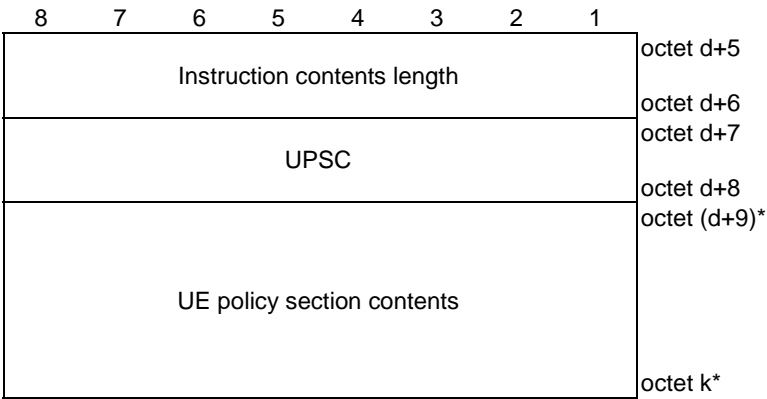 8 7 6 5 4 3 2 1
octet d+5
Instruction contents length
octet d+6
octet d+7
UPSC
octet d+8
octet (d+9)*
UE policy section contents
octet k*